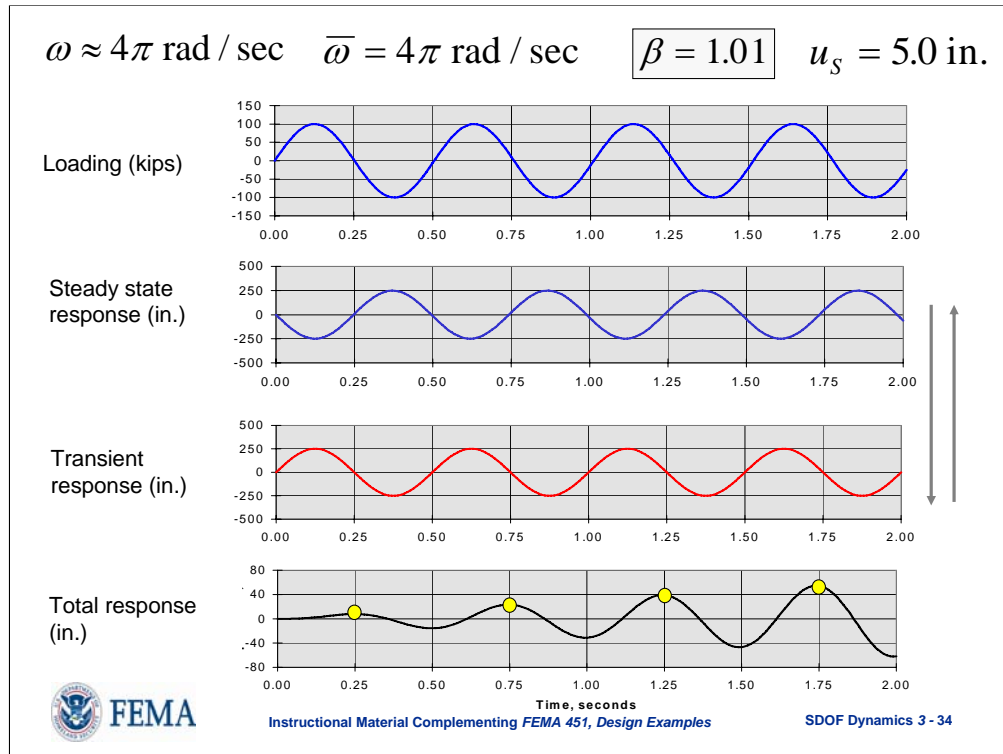 ω ≈ 4π rad / sec ω̅ = 4π rad / sec β = 1.01 u_S = 5.0 in.
Loading (kips)
150
100
50
0
-50
-100
-150
0.00 0.25 0.50 0.75 1.00 1.25 1.50 1.75 2.00
Steady state
response (in.)
500
250
0
-250
-500
0.00 0.25 0.50 0.75 1.00 1.25 1.50 1.75 2.00
Transient
response (in.)
500
250
0
-250
-500
0.00 0.25 0.50 0.75 1.00 1.25 1.50 1.75 2.00
Total response
(in.)
80
40
0
-40
-80
0.00 0.25 0.50 0.75 1.00 1.25 1.50 1.75 2.00
Time, seconds
FEMA
Instructional Material Complementing FEMA 451, Design Examples
SDOF Dynamics 3 - 34